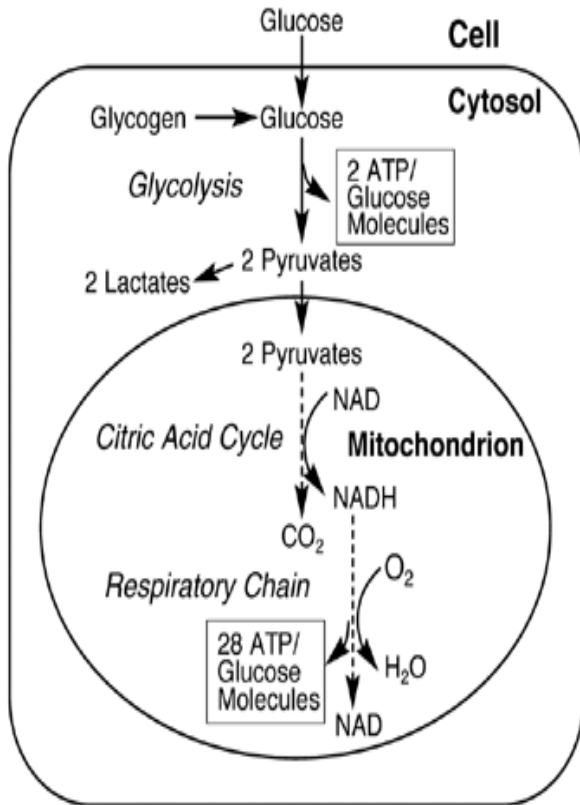 Glucose
Cell
Cytosol
Glycogen
Glucose
Glycolysis
2 ATP/
Glucose
Molecules
2 Pyruvates
2 Lactates
2 Pyruvates
NAD
Citric Acid Cycle
Mitochondrion
NADH
CO₂
Respiratory Chain
O₂
28 ATP/
Glucose
Molecules
H₂O
NAD